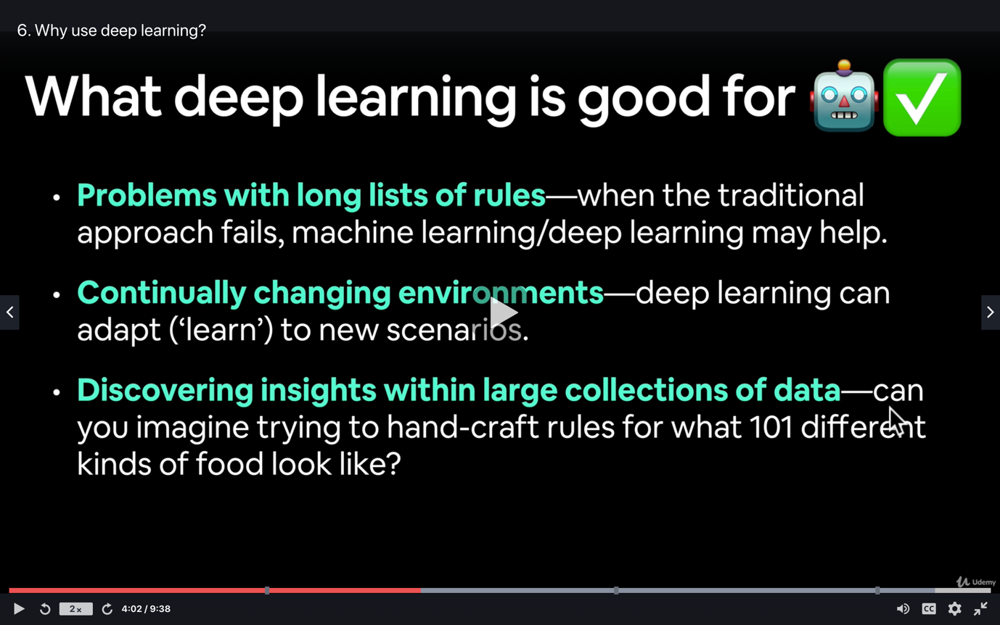 6. Why use deep learning?
What deep learning is good for
• Problems with long lists of rules—when the traditional
approach fails, machine learning/deep learning may help.
• Continually changing environments—deep learning can
adapt (‘learn’) to new scenarios.
• Discovering insights within large collections of data—can
you imagine trying to hand-craft rules for what 101 different
kinds of food look like?
Udemy
2x
4:02 / 9:38
CC